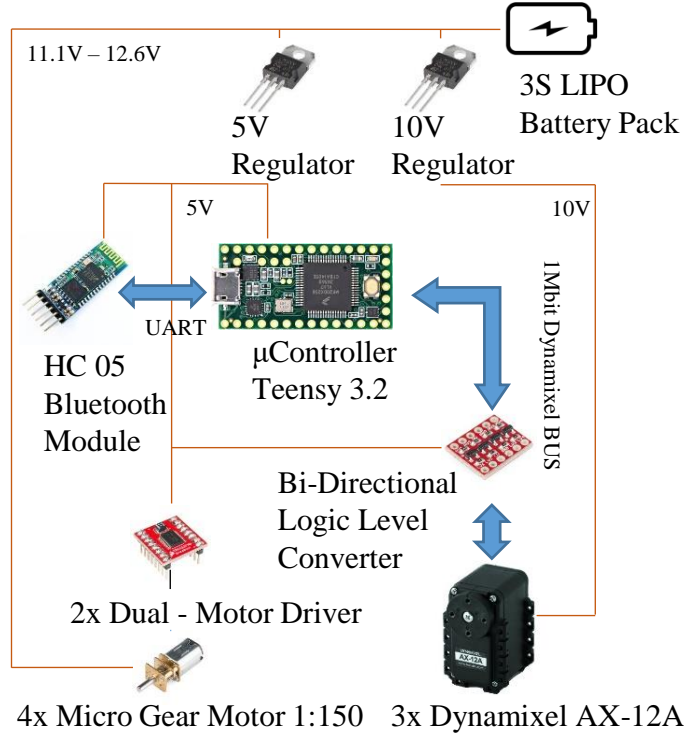 11.1V – 12.6V
3S LIPO
Battery Pack
5V
Regulator
10V
Regulator
5V
10V
1Mbit Dynamixel BUS
UART
HC 05
Bluetooth
Module
μController
Teensy 3.2
Bi-Directional
Logic Level
Converter
2x Dual - Motor Driver
AX-12A
4x Micro Gear Motor 1:150
3x Dynamixel AX-12A